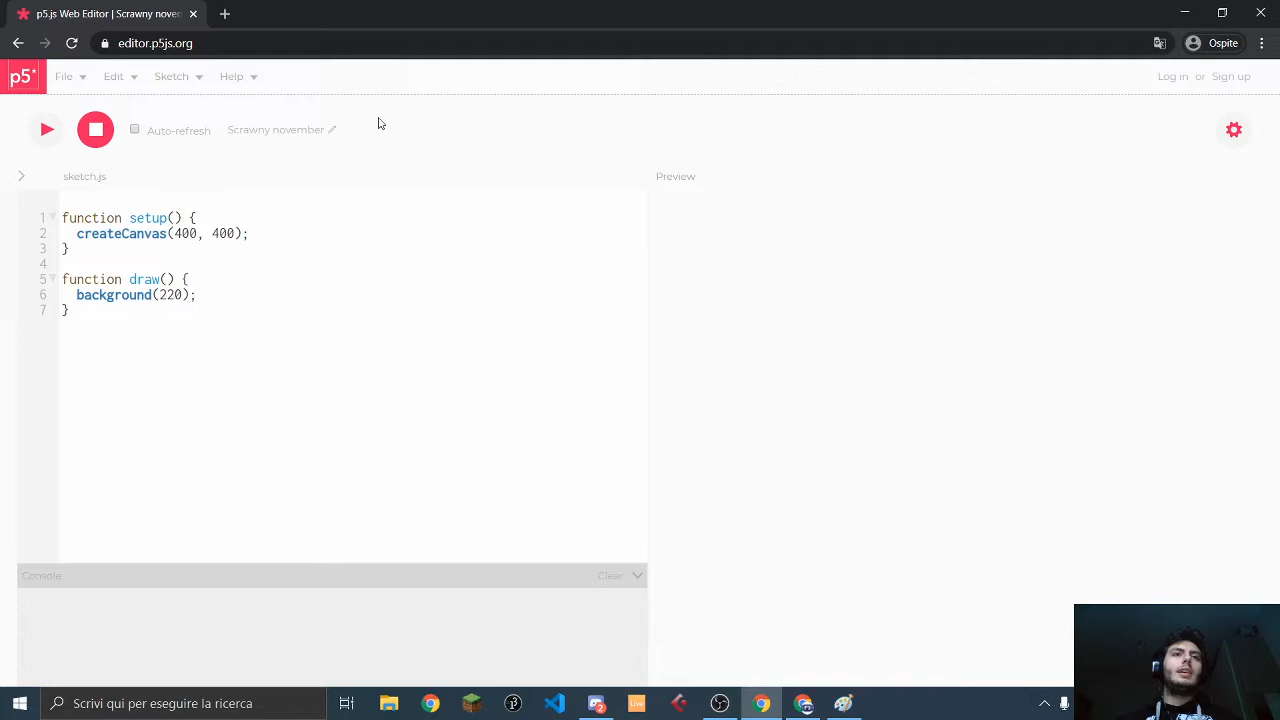 p5.js Web Editor | Scrawny noven
editor.p5js.org
Ospite
p5*
File
Edit
Sketch
Help
Log in or Sign up
Auto-refresh
Scrawny november
sketch.js
Preview
1 function setup() {
2 createCanvas(400, 400);
3 }
4
5 function draw() {
6 background(220);
7 }
Console
Clear
Scrivi qui per eseguire la ricerca
Live